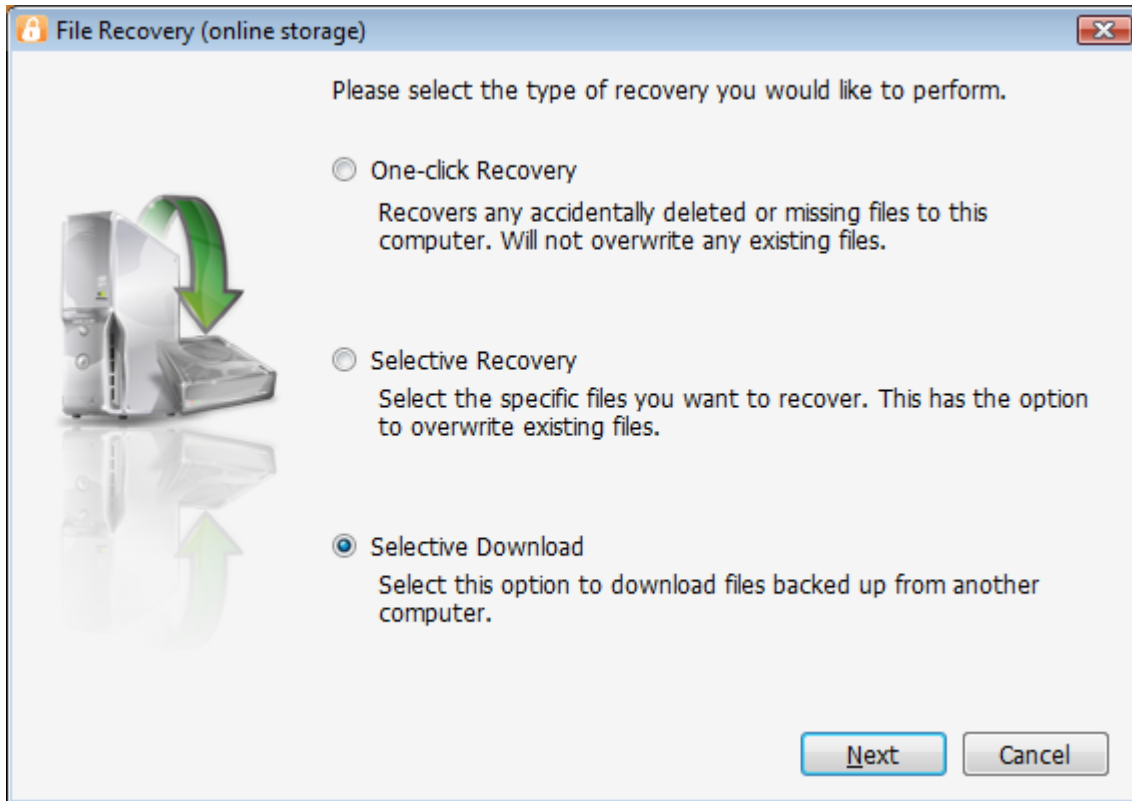 File Recovery (online storage)
Please select the type of recovery you would like to perform.
One-click Recovery
Recovers any accidentally deleted or missing files to this
computer. Will not overwrite any existing files.
Selective Recovery
Select the specific files you want to recover. This has the option
to overwrite existing files.
Selective Download
Select this option to download files backed up from another
computer.
Next
Cancel